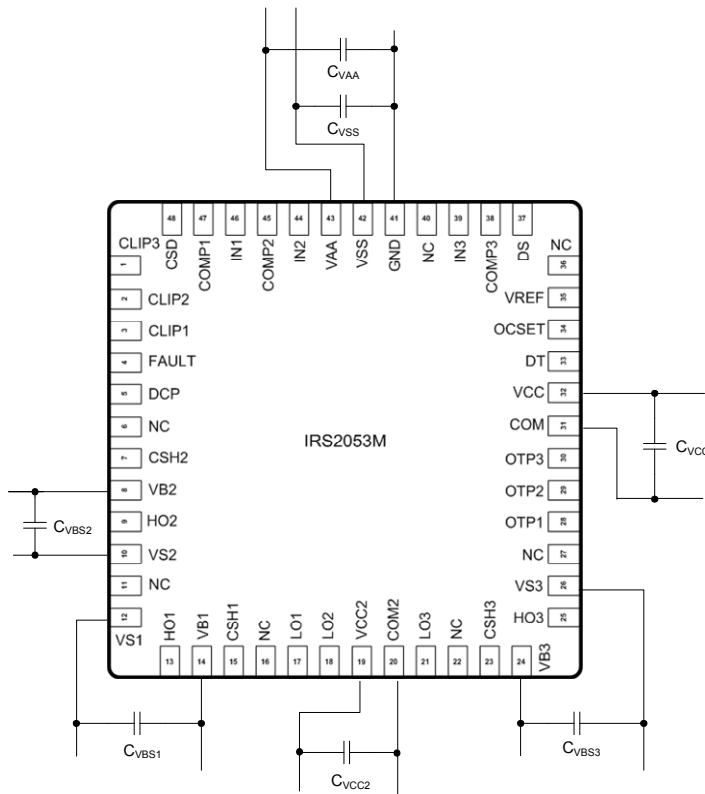 CVAA
CVSS
48 47 46 45 44 43 42 41 40 39 38 37
CSD COMP1 IN1 COMP2 IN2 VAA VSS GND NC IN3 COMP3 DS
CLIP3 1
NC 36
2 CLIP2
VREF 35
3 CLIP1
OCSET 34
4 FAULT
DT 33
5 DCP
VCC 32
6 NC
COM 31
IRS2053M
CVCC
7 CSH2
OTP3 30
8 VB2
OTP2 29
CVBS2
9 HO2
OTP1 28
10 VS2
NC 27
11 NC
VS3 26
12 VS1
HO3 25
HO1 VB1 CSH1 NC LO1 LO2 VCC2 COM2 LO3 NC CSH3 VB3
13 14 15 16 17 18 19 20 21 22 23 24
CVBS1
CVCC2
CVBS3